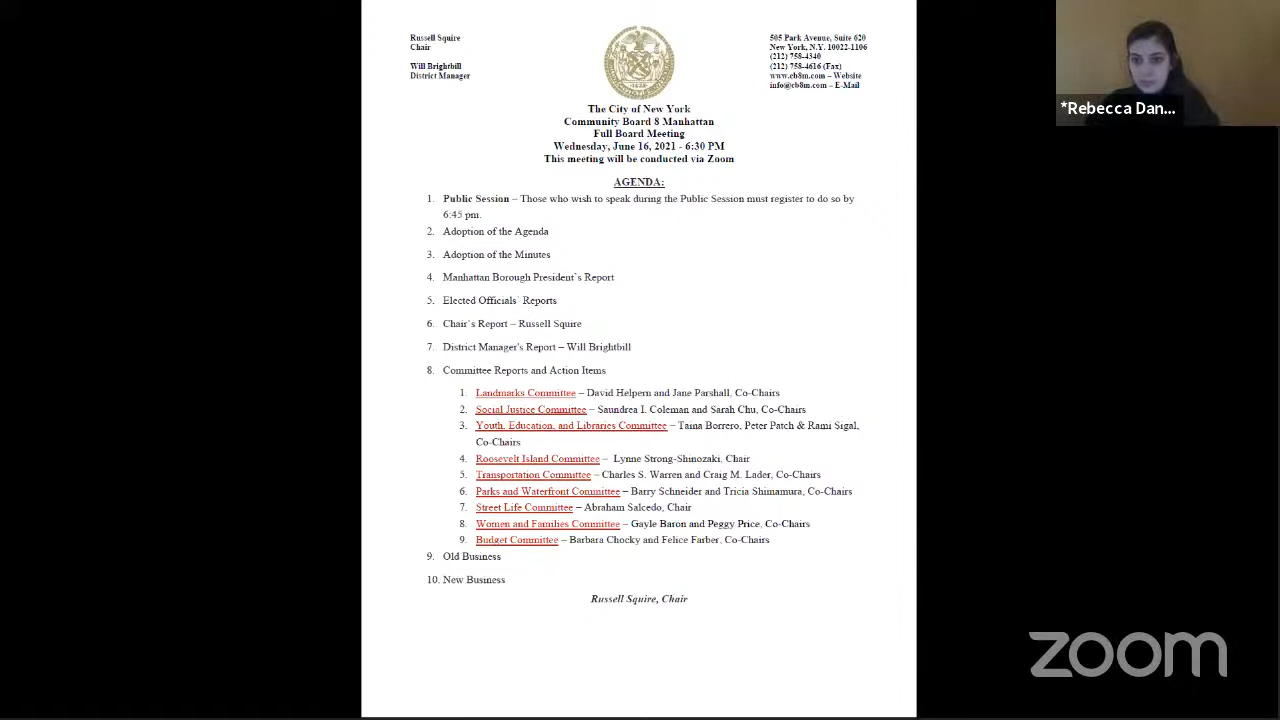 Russell Squire
Chair
Will Brightbill
District Manager
505 Park Avenue, Suite 620
New York, N.Y. 10022-1106
(212) 758-4340
(212) 758-4616 (Fax)
www.cb8m.com – Website
info@cb8m.com – E-Mail
*Rebecca Dan...
The City of New York
Community Board 8 Manhattan
Full Board Meeting
Wednesday, June 16, 2021 - 6:30 PM
This meeting will be conducted via Zoom
AGENDA:
1. Public Session – Those who wish to speak during the Public Session must register to do so by
6:45 pm.
2. Adoption of the Agenda
3. Adoption of the Minutes
4. Manhattan Borough President`s Report
5. Elected Officials` Reports
6. Chair`s Report – Russell Squire
7. District Manager's Report – Will Brightbill
8. Committee Reports and Action Items
1. Landmarks Committee – David Helpern and Jane Parshall, Co-Chairs
2. Social Justice Committee – Saundrea I. Coleman and Sarah Chu, Co-Chairs
3. Youth, Education, and Libraries Committee – Taina Borrero, Peter Patch & Rami Sigal,
Co-Chairs
4. Roosevelt Island Committee – Lynne Strong-Shinozaki, Chair
5. Transportation Committee – Charles S. Warren and Craig M. Lader, Co-Chairs
6. Parks and Waterfront Committee – Barry Schneider and Tricia Shimamura, Co-Chairs
7. Street Life Committee – Abraham Salcedo, Chair
8. Women and Families Committee – Gayle Baron and Peggy Price, Co-Chairs
9. Budget Committee – Barbara Chocky and Felice Farber, Co-Chairs
9. Old Business
10. New Business
Russell Squire, Chair
zoom